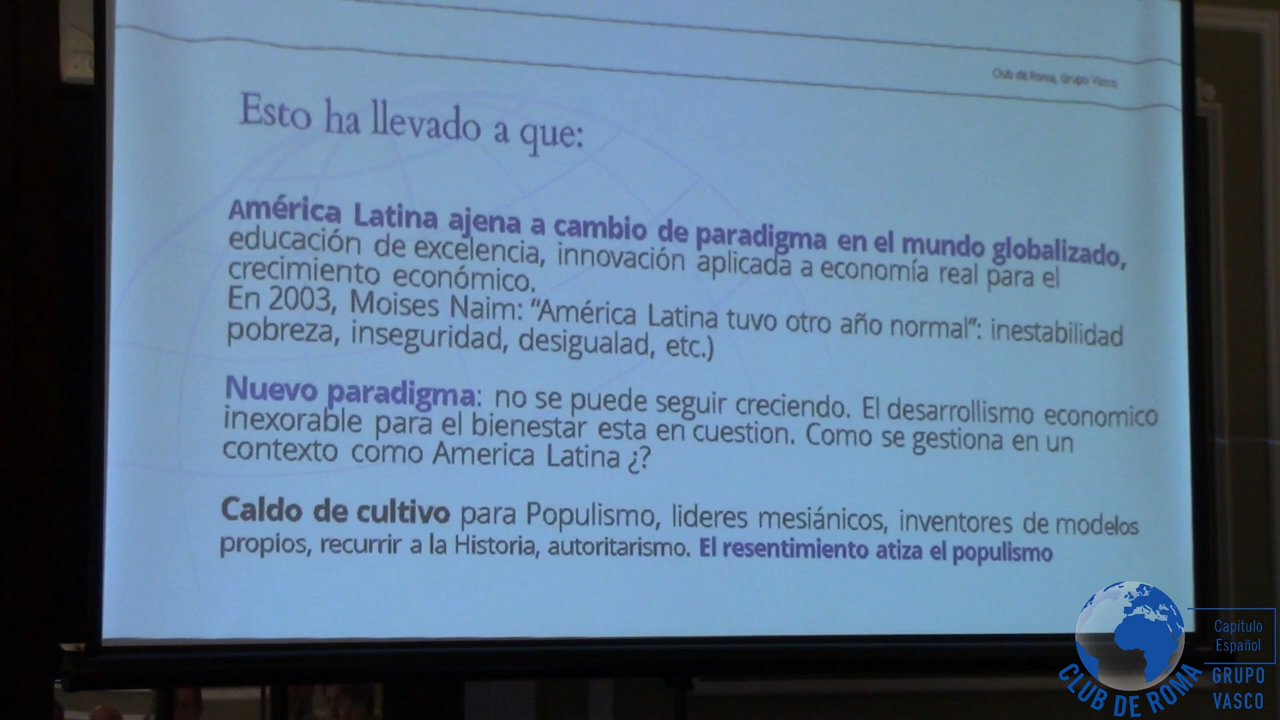 Club de Roma, Grupo Vasco
Esto ha llevado a que:
América Latina ajena a cambio de paradigma en el mundo globalizado,
educación de excelencia, innovación aplicada a economía real para el
crecimiento económico.
En 2003, Moises Naim: “América Latina tuvo otro año normal”: inestabilidad
pobreza, inseguridad, desigualad, etc.)
Nuevo paradigma: no se puede seguir creciendo. El desarrollismo economico
inexorable para el bienestar esta en cuestion. Como se gestiona en un
contexto como America Latina ¿?
Caldo de cultivo para Populismo, lideres mesiánicos, inventores de modelos
propios, recurrir a la Historia, autoritarismo. El resentimiento atiza el populismo
Capítulo
Español
GRUPO
VASCO
CLUB DE ROMA